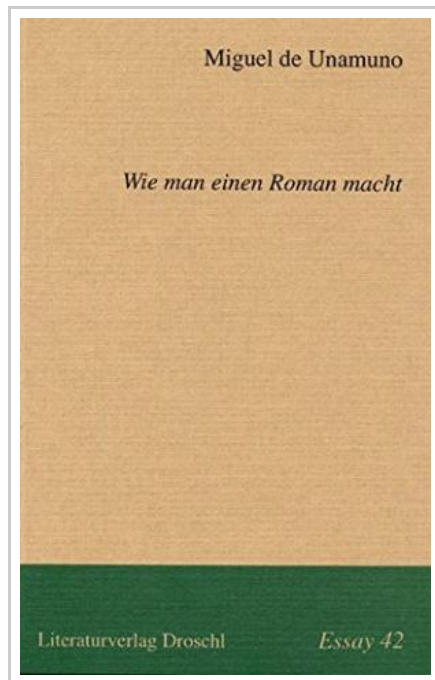 Miguel de Unamuno
Wie man einen Roman macht
Literaturverlag Droschl Essay 42